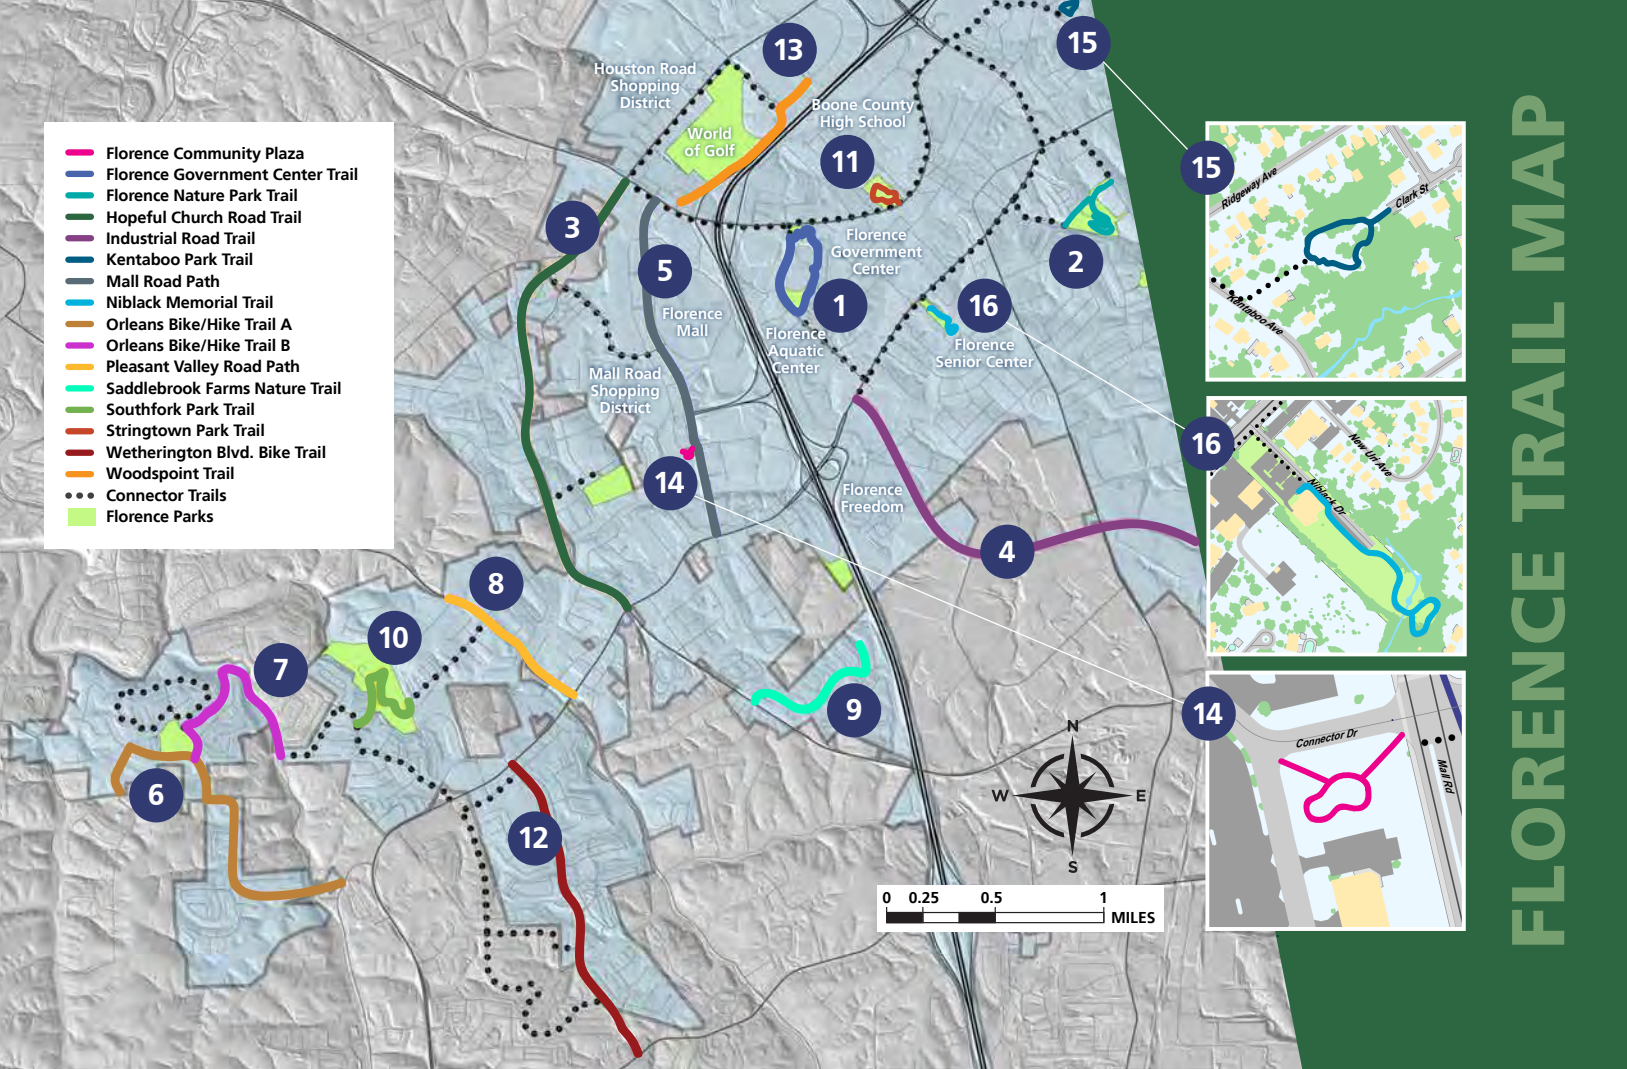 Florence Community Plaza
Florence Government Center Trail
Florence Nature Park Trail
Hopeful Church Road Trail
Industrial Road Trail
Kentaboo Park Trail
Mall Road Path
Niblack Memorial Trail
Orleans Bike/Hike Trail A
Orleans Bike/Hike Trail B
Pleasant Valley Road Path
Saddlebrook Farms Nature Trail
Southfork Park Trail
Stringtown Park Trail
Wetherington Blvd. Bike Trail
Woodspoint Trail
Connector Trails
Florence Parks
Houston Road
Shopping
District
13
World
of Golf
Boone County
High School
11
15
3
5
Florence
Government
Center
2
1
16
Florence
Mall
Florence
Aquatic
Center
Florence
Senior Center
Mall Road
Shopping
District
14
Florence
Freedom
4
8
10
7
9
6
12
N
W
E
S
0
0.25
0.5
1
MILES
15
Ridgeway Ave
Clark St
Kentaboo Ave
16
New Uri Ave
Niblack Dr
14
Connector Dr
Mall Rd
FLORENCE TRAIL MAP